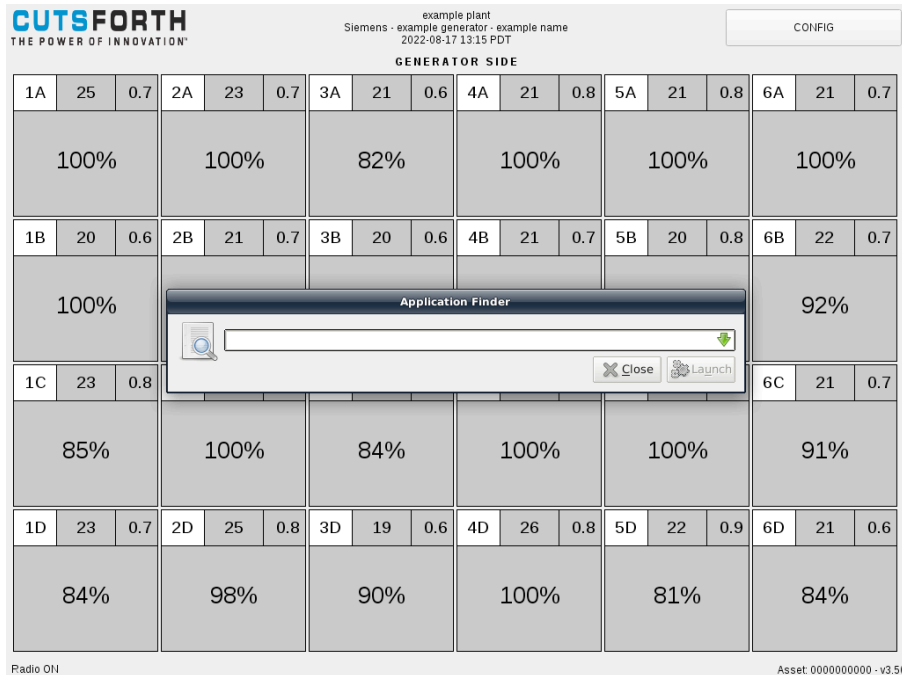 CUTSFORTH
THE POWER OF INNOVATION"
example plant
Siemens - example generator - example name
2022-08-17 13:15 PDT
CONFIG
GENERATOR SIDE
1A 25 0.7 2A 23 0.7 3A 21 0.6 4A 21 0.8 5A 21 0.8 6A 21 0.7
100% 100% 82% 100% 100% 100%
1B 20 0.6 2B 21 0.7 3B 20 0.6 4B 21 0.7 5B 20 0.8 6B 22 0.7
100% 92%
Application Finder
Close Launch
1C 23 0.8 6C 21 0.7
85% 100% 84% 100% 100% 91%
1D 23 0.7 2D 25 0.8 3D 19 0.6 4D 26 0.8 5D 22 0.9 6D 21 0.6
84% 98% 90% 100% 81% 84%
Radio ON
Asset: 0000000000 - v3.5